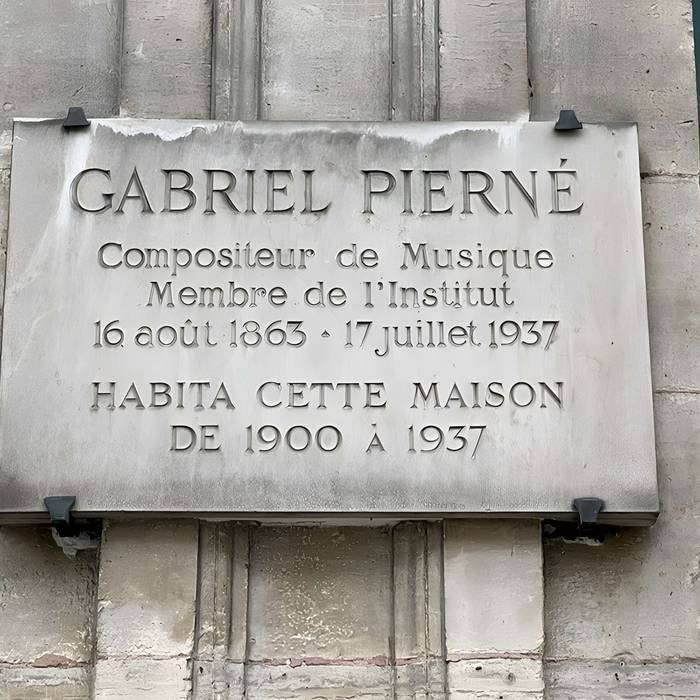 GABRIEL PIERNÉ
Compositeur de Musique
Membre de l'Institut
16 août 1863 · 17 juillet 1937
HABITA CETTE MAISON
DE 1900 À 1937